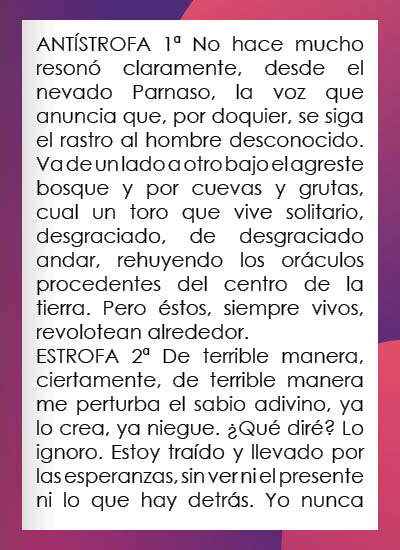 ANTÍSTROFA 1ª No hace mucho
resonó claramente, desde el
nevado Parnaso, la voz que
anuncia que, por doquier, se siga
el rastro al hombre desconocido.
Va de un lado a otro bajo el agreste
bosque y por cuevas y grutas,
cual un toro que vive solitario,
desgraciado, de desgraciado
andar, rehuyendo los oráculos
procedentes del centro de la
tierra. Pero éstos, siempre vivos,
revolotean alrededor.
ESTROFA 2ª De terrible manera,
ciertamente, de terrible manera
me perturba el sabio adivino, ya
lo crea, ya niegue. ¿Qué diré? Lo
ignoro. Estoy traído y llevado por
las esperanzas, sin ver ni el presente
ni lo que hay detrás. Yo nunca